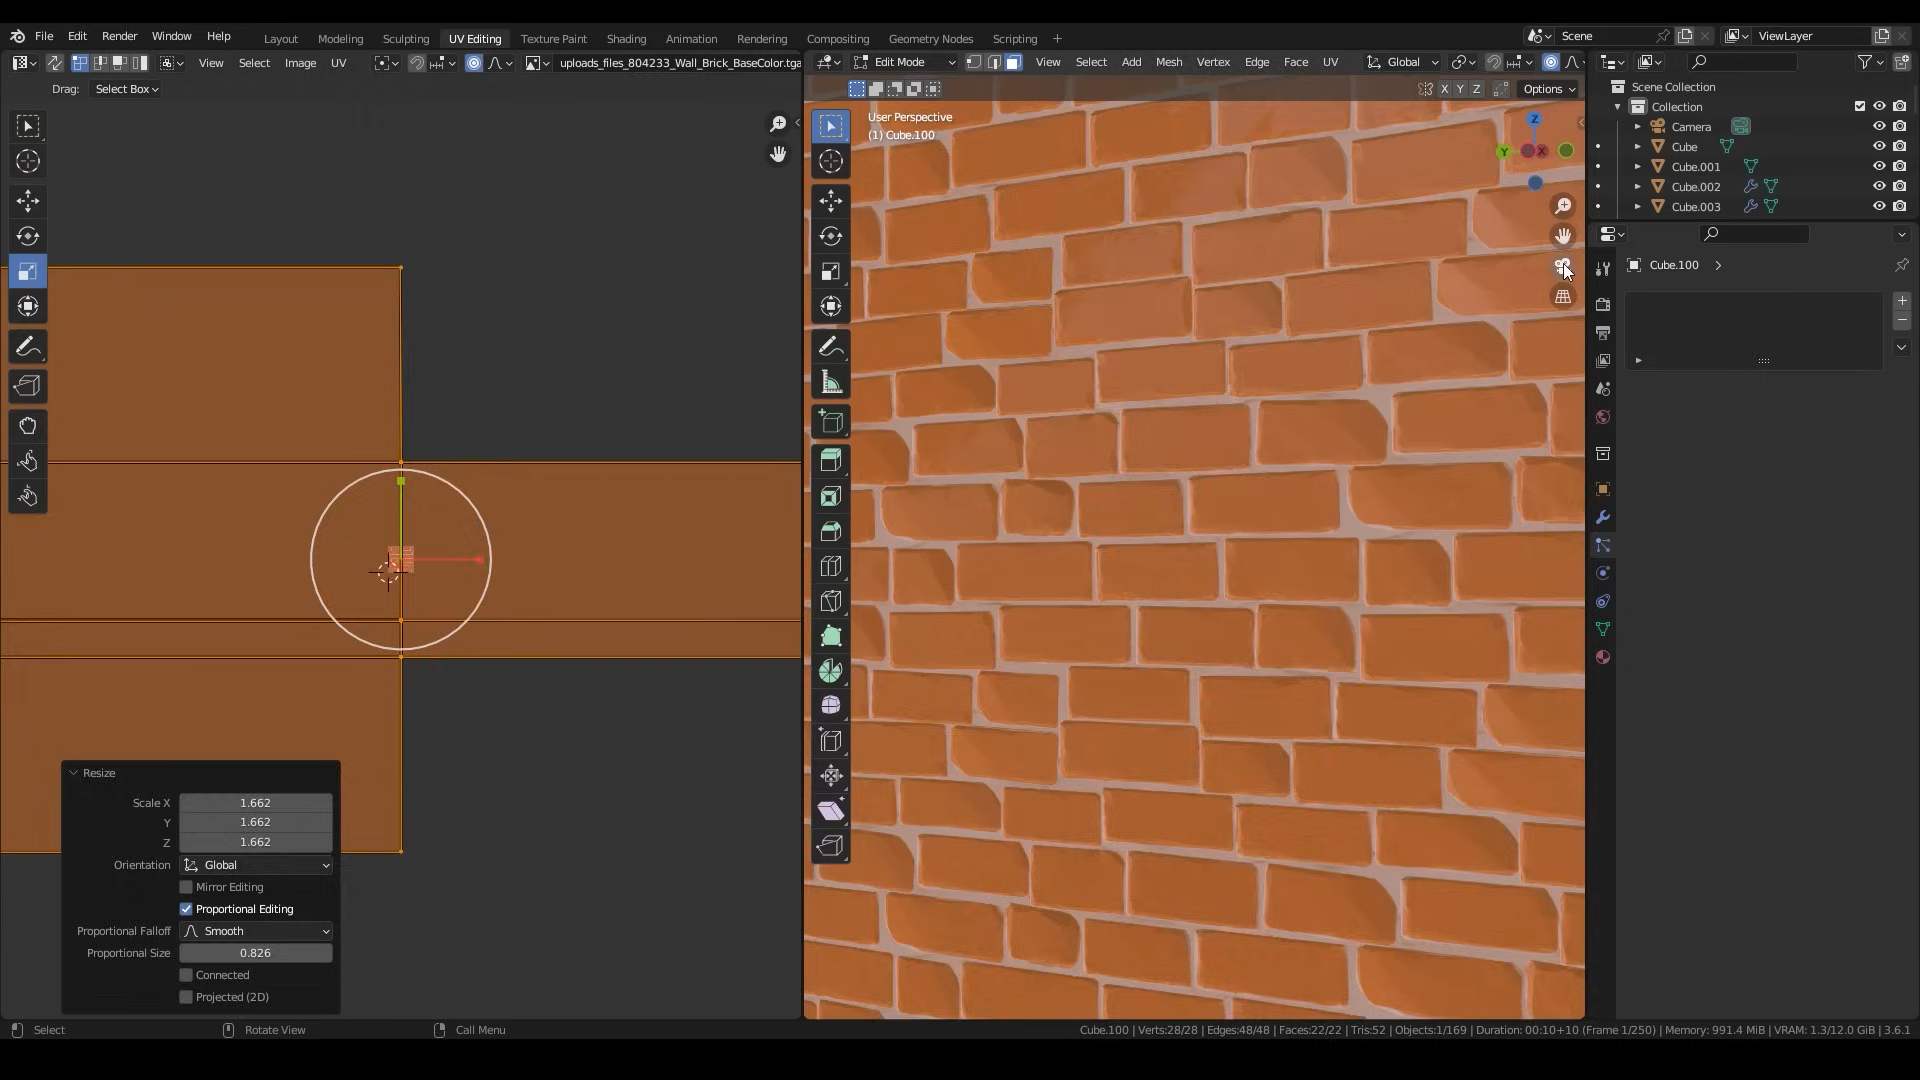 File Edit Render Window Help
Layout Modeling Sculpting UV Editing Texture Paint Shading Animation Rendering Compositing Geometry Nodes Scripting +
Scene
ViewLayer
View Select Image UV
uploads_files_804233_Wall_Brick_BaseColor.tga
Edit Mode
View Select Add Mesh Vertex Edge Face UV
Global
Drag: Select Box
X Y Z
Options
User Perspective
(1) Cube.100
Z
Y
X
Scene Collection
Collection
Camera
Cube
Cube.001
Cube.002
Cube.003
Cube.100
Resize
Scale X 1.662
Y 1.662
Z 1.662
Orientation Global
Mirror Editing
Proportional Editing
Proportional Falloff Smooth
Proportional Size 0.826
Connected
Projected (2D)
Select Rotate View Call Menu
Cube.100 | Verts:28/28 | Edges:48/48 | Faces:22/22 | Tris:52 | Objects:1/169 | Duration: 00:10+10 (Frame 1/250) | Memory: 991.4 MiB | VRAM: 1.3/12.0 GiB | 3.6.1